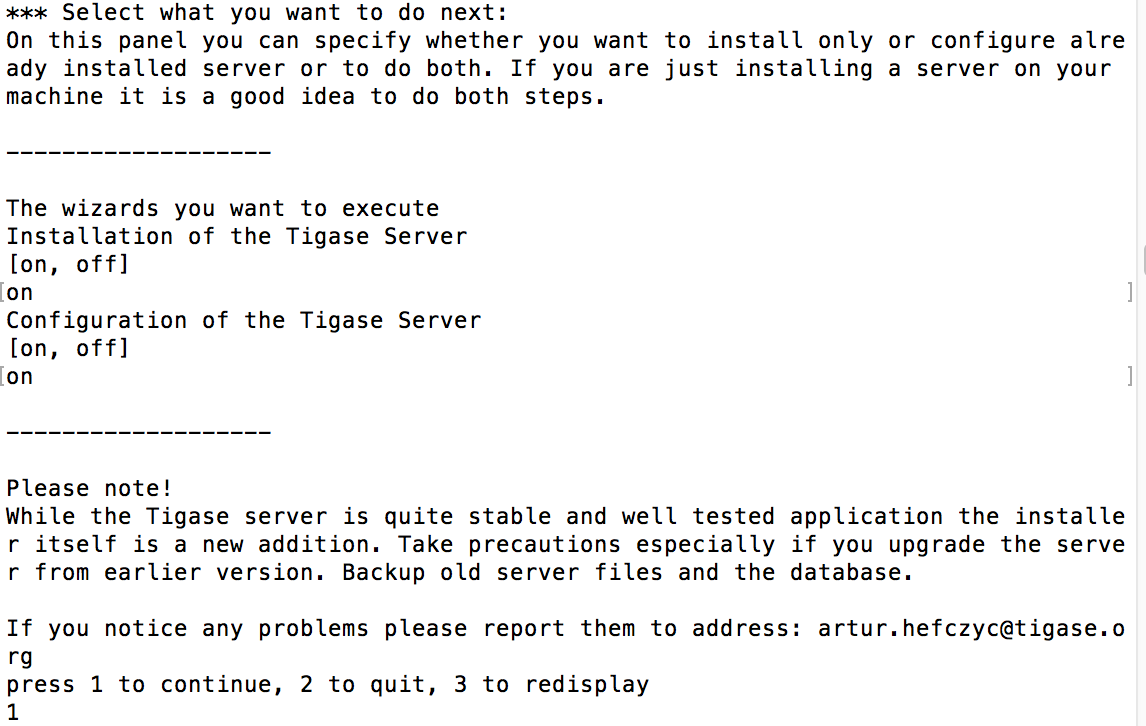 *** Select what you want to do next:
On this panel you can specify whether you want to install only or configure alre
ady installed server or to do both. If you are just installing a server on your
machine it is a good idea to do both steps.
-------------------
The wizards you want to execute
Installation of the Tigase Server
[on, off]
[on ]
Configuration of the Tigase Server
[on, off]
[on ]
-------------------
Please note!
While the Tigase server is quite stable and well tested application the installe
r itself is a new addition. Take precautions especially if you upgrade the serve
r from earlier version. Backup old server files and the database.
If you notice any problems please report them to address: artur.hefczyc@tigase.o
rg
press 1 to continue, 2 to quit, 3 to redisplay
1